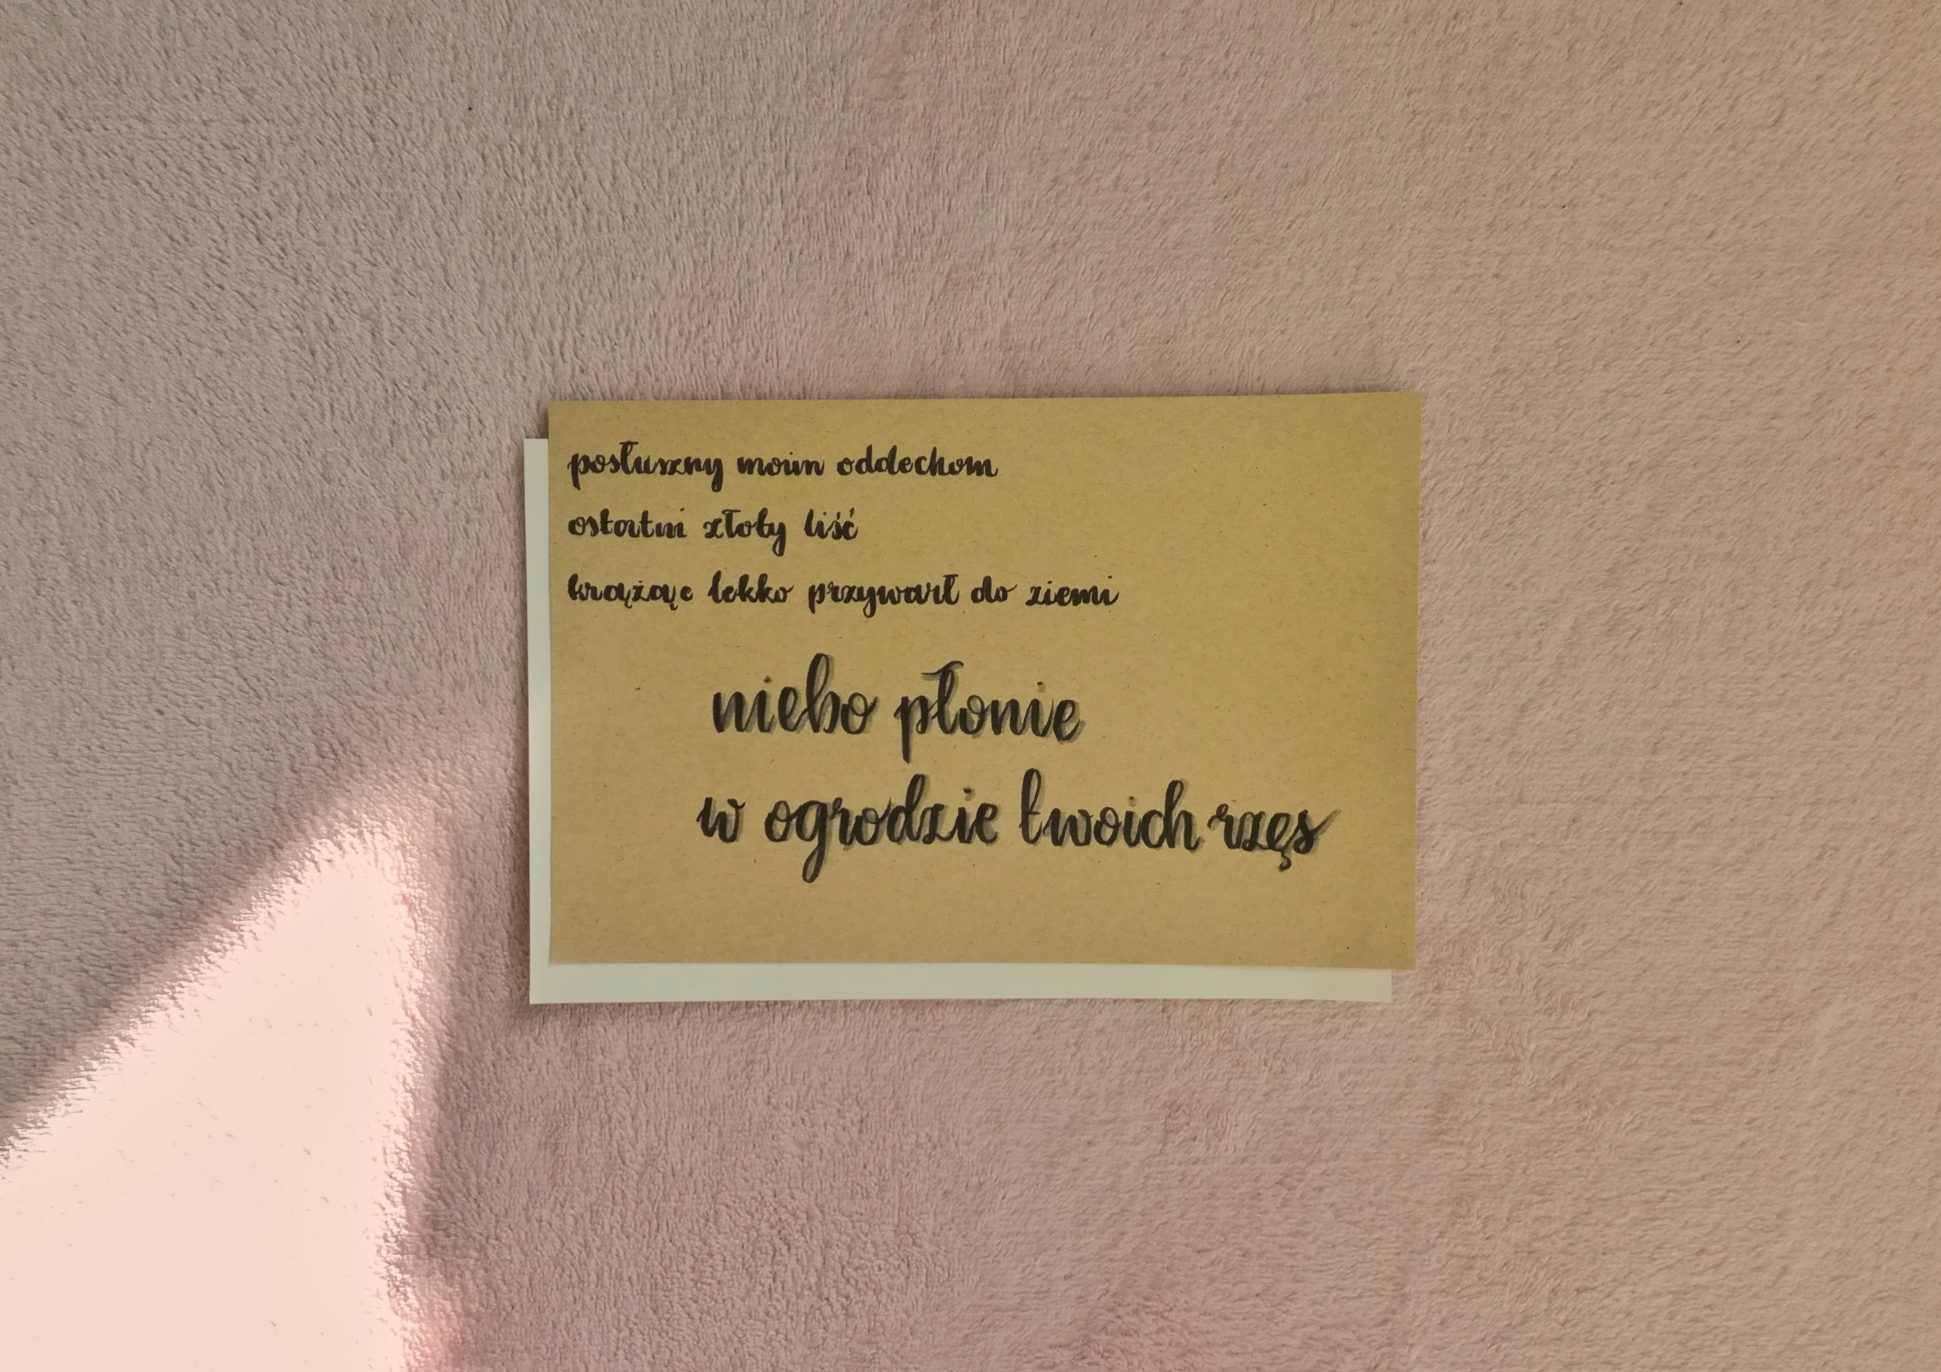 posłuszny moim oddechom
ostatni złoty liść
krążąc lekko przywarł do ziemi
niebo płonie
w ogrodzie twoich rzęs